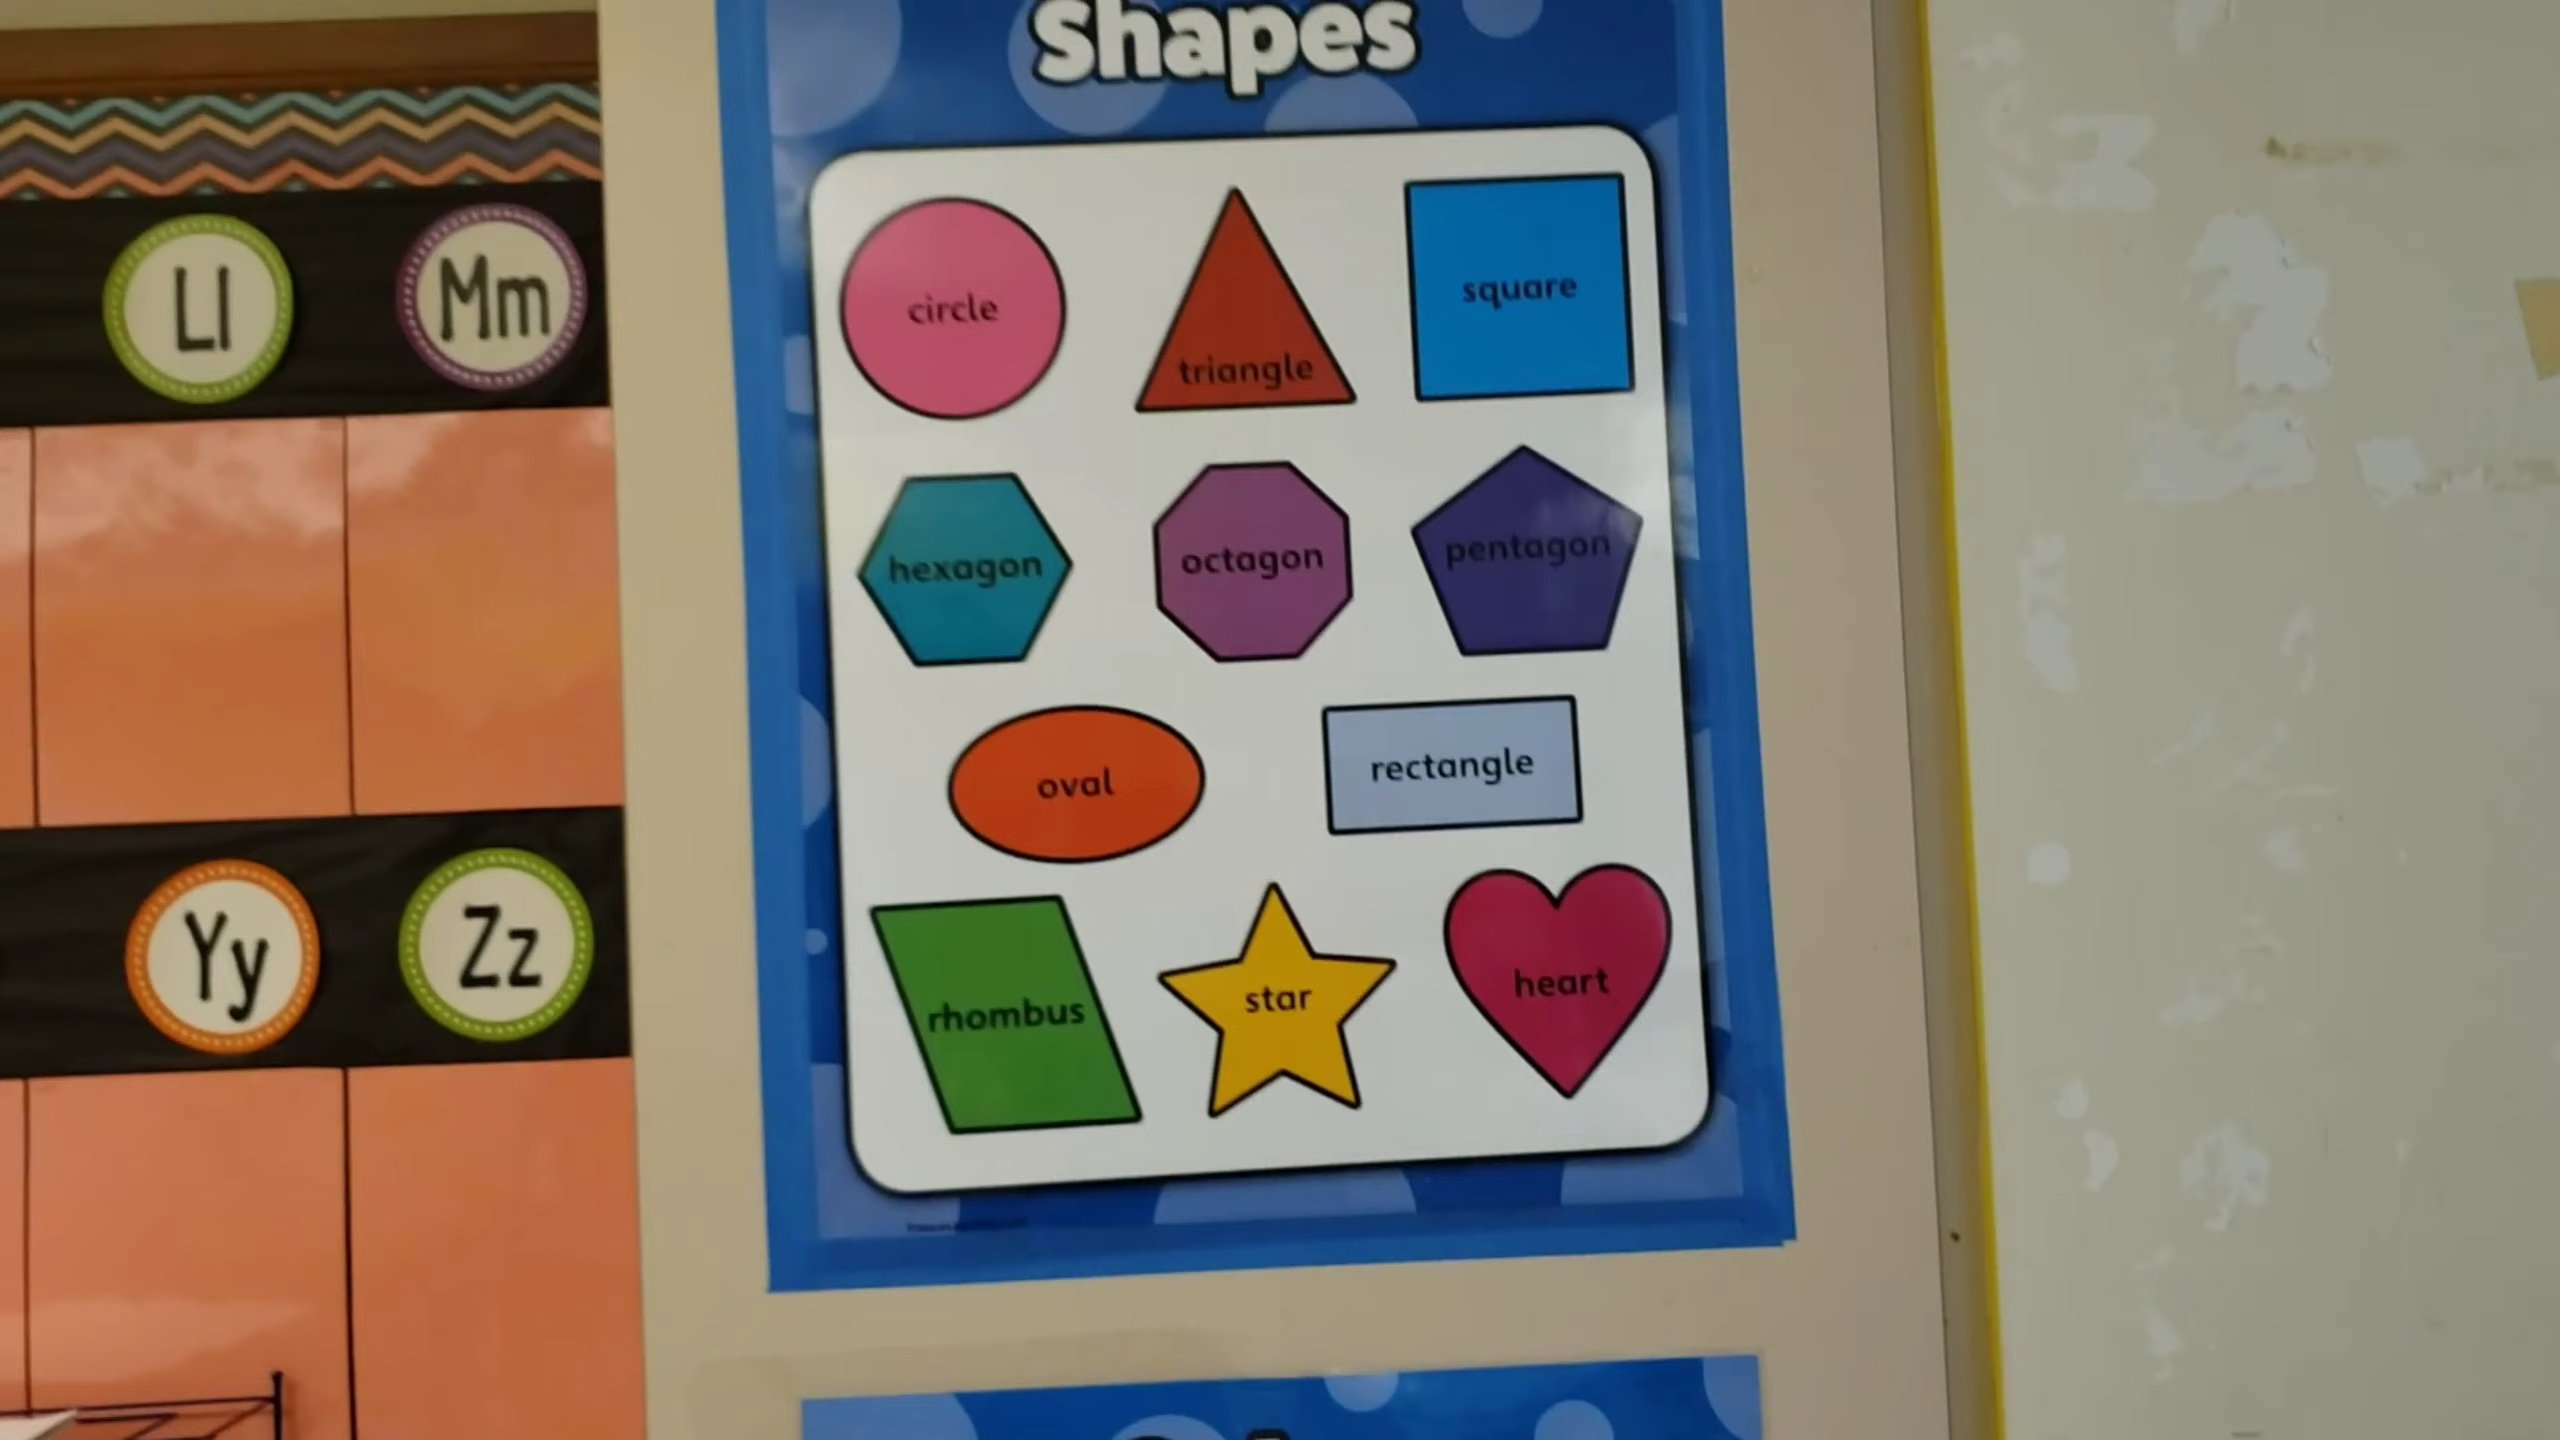 Shapes
Ll
Mm
circle
triangle
square
hexagon
octagon
pentagon
oval
rectangle
Yy
Zz
rhombus
star
heart